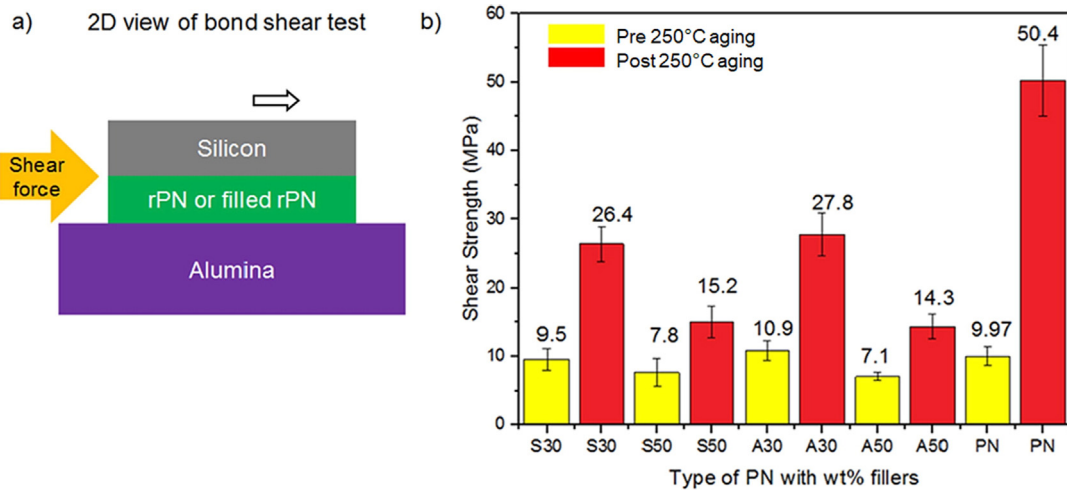 a) 2D view of bond shear test
Shear
force
Silicon
rPN or filled rPN
Alumina
b)
Shear Strength (MPa)
60
50
40
30
20
10
0
Pre 250°C aging
Post 250°C aging
9.5
26.4
7.8
15.2
10.9
27.8
7.1
14.3
9.97
50.4
S30 S30 S50 S50 A30 A30 A50 A50 PN PN
Type of PN with wt% fillers